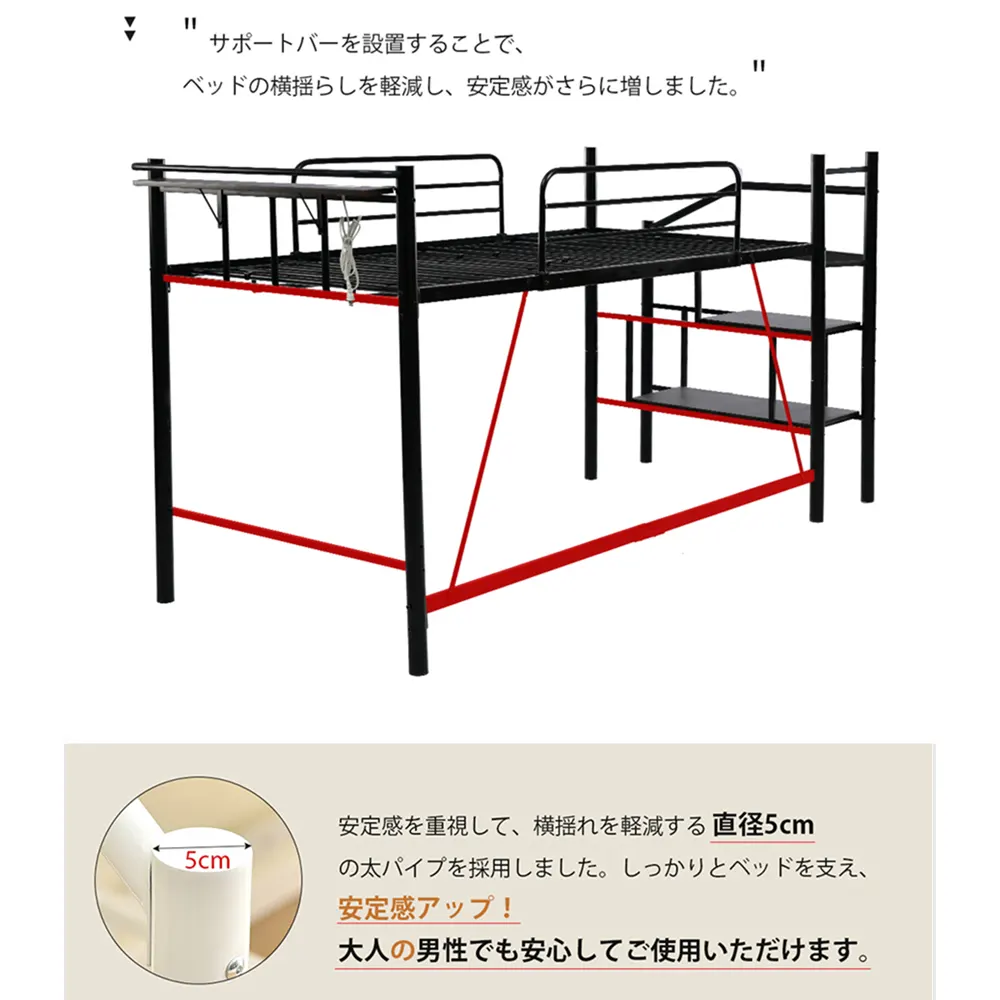 " サポートバーを設置することで、
ベッドの横揺らしを軽減し、安定感がさらに増しました。"
5cm
安定感を重視して、横揺れを軽減する 直径5cm
の太パイプを採用しました。しっかりとベッドを支え、
安定感アップ！
大人の男性でも安心してご使用いただけます。